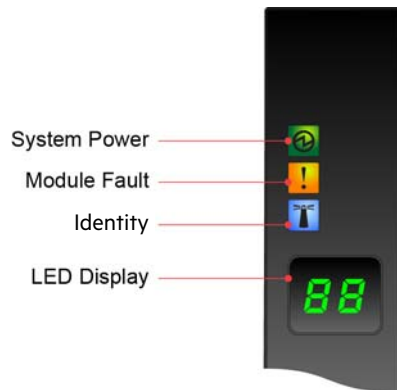 System Power
Module Fault
!
Identity
LED Display
88